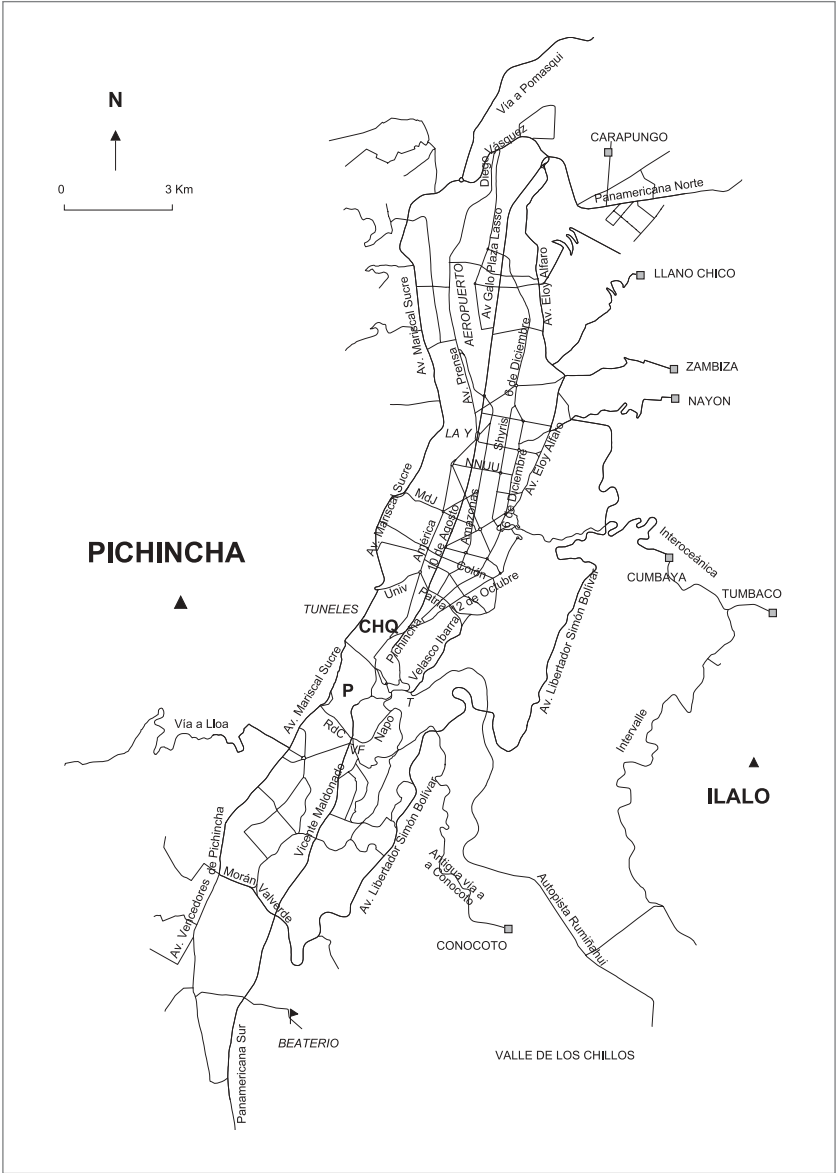 N
0 3 Km
Vía a Pomasqui
Diego Vásquez
CARAPUNGO
Panamericana Norte
Av Galo Plaza Lasso
Av. Mariscal Sucre
AEROPUERTO
Av. Eloy Alfaro
LLANO CHICO
Av. Prensa
6 de Diciembre
ZAMBIZA
NAYON
LA Y
Shyris
NNUU
Av. Eloy Alfaro
MdJ
Av. Mariscal Sucre
América
10 de Agosto
Amazonas
6 de Diciembre
PICHINCHA
Interoceánica
CUMBAYA
TUMBACO
Colón
Univ
Patria
12 de Octubre
TUNELES
CHQ
Pichincha
Velasco Ibarra
Av. Libertador Simón Bolívar
Av. Mariscal Sucre
P
T
Vía a Lloa
RdC
Napo
VF
Intervalle
ILALO
Vicente Maldonado
Av. Libertador Simón Bolívar
Av. Vencedores de Pichincha
Morán Valverde
Antigua vía a
a Conocoto
Autopista Rumiñahui
CONOCOTO
BEATERIO
Panamericana Sur
VALLE DE LOS CHILLOS